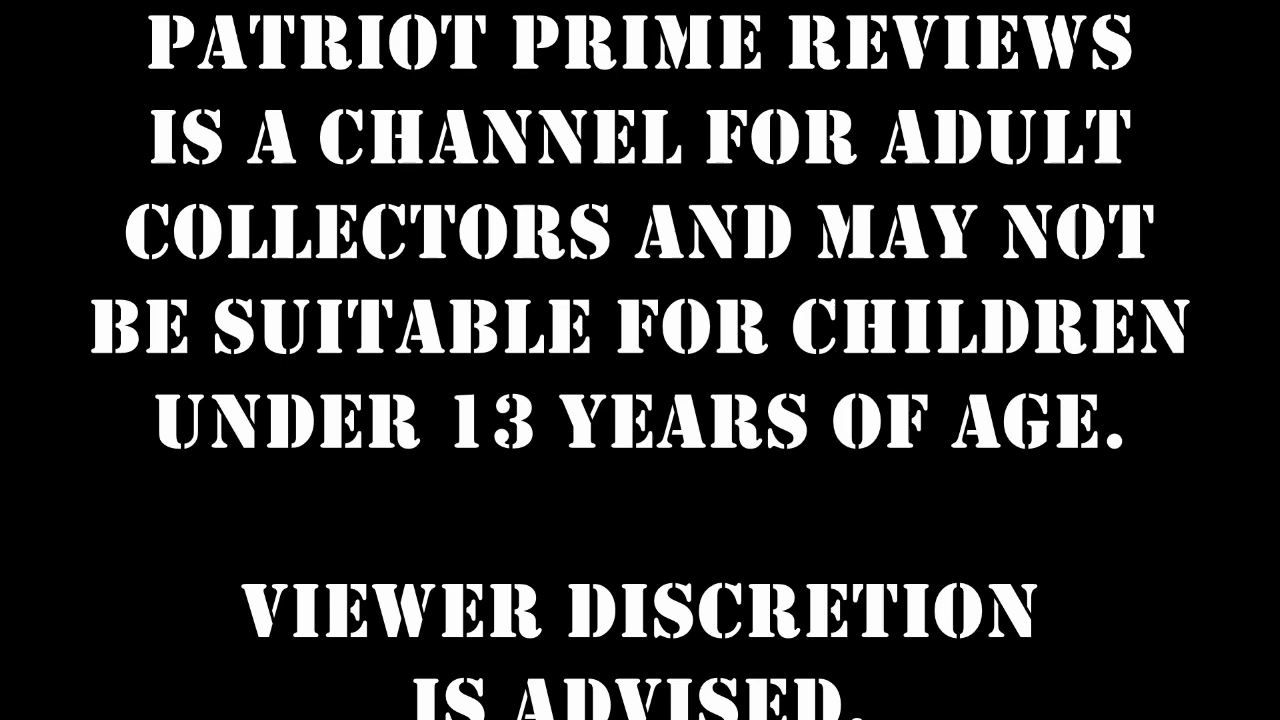 PATRIOT PRIME REVIEWS
IS A CHANNEL FOR ADULT
COLLECTORS AND MAY NOT
BE SUITABLE FOR CHILDREN
UNDER 13 YEARS OF AGE.
VIEWER DISCRETION
IS ADVISED.